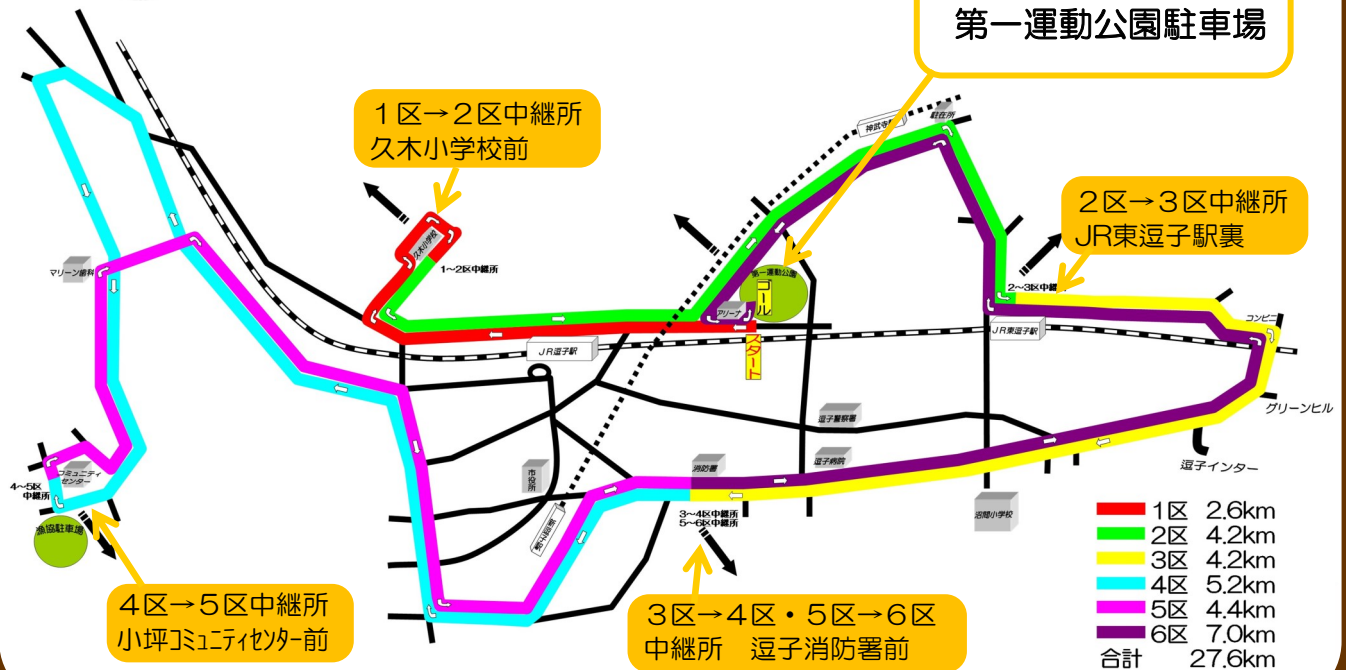 第一運動公園駐車場
1区→2区中継所
久木小学校前
神武寺
駐在所
2区→3区中継所
JR東逗子駅裏
久木小学校
1～2区中継所
マリーン歯科
第一運動公園
ゴール
アリーナ
スタート
2～3区中継
JR東逗子駅
コンビニ
JR逗子駅
グリーンヒル
逗子警察署
逗子インター
コミュニティ
センター
4～5区
中継所
市役所
消防署
逗子病院
沼間小学校
3～4区中継所
5～6区中継所
漁協駐車場
4区→5区中継所
小坪コミュニティセンター前
3区→4区・5区→6区
中継所　逗子消防署前
1区 2.6km
2区 4.2km
3区 4.2km
4区 5.2km
5区 4.4km
6区 7.0km
合計 27.6km